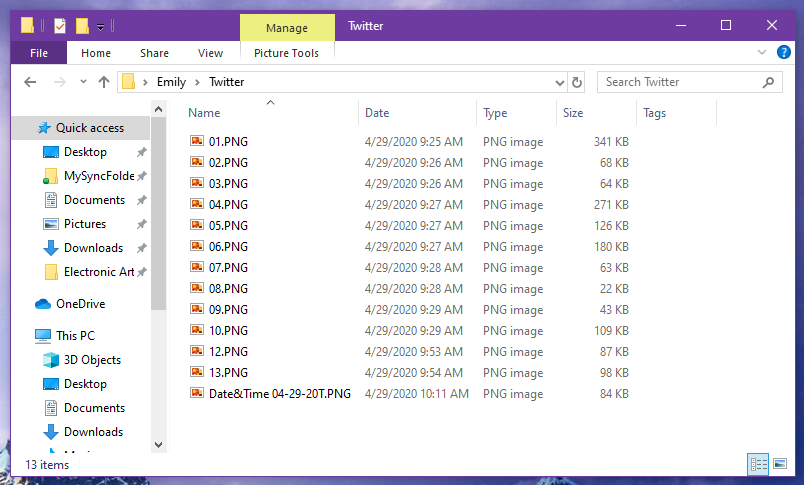 Manage
Twitter
File
Home
Share
View
Picture Tools
Emily
Twitter
Search Twitter
Name
Date
Type
Size
Tags
Quick access
Desktop
MySyncFolde
Documents
Pictures
Downloads
Electronic Art
OneDrive
This PC
3D Objects
Desktop
Documents
Downloads
01.PNG 4/29/2020 9:25 AM PNG image 341 KB
02.PNG 4/29/2020 9:26 AM PNG image 68 KB
03.PNG 4/29/2020 9:26 AM PNG image 64 KB
04.PNG 4/29/2020 9:27 AM PNG image 271 KB
05.PNG 4/29/2020 9:27 AM PNG image 126 KB
06.PNG 4/29/2020 9:27 AM PNG image 180 KB
07.PNG 4/29/2020 9:28 AM PNG image 63 KB
08.PNG 4/29/2020 9:28 AM PNG image 22 KB
09.PNG 4/29/2020 9:29 AM PNG image 43 KB
10.PNG 4/29/2020 9:29 AM PNG image 109 KB
12.PNG 4/29/2020 9:53 AM PNG image 87 KB
13.PNG 4/29/2020 9:54 AM PNG image 98 KB
Date&Time 04-29-20T.PNG 4/29/2020 10:11 AM PNG image 84 KB
13 items